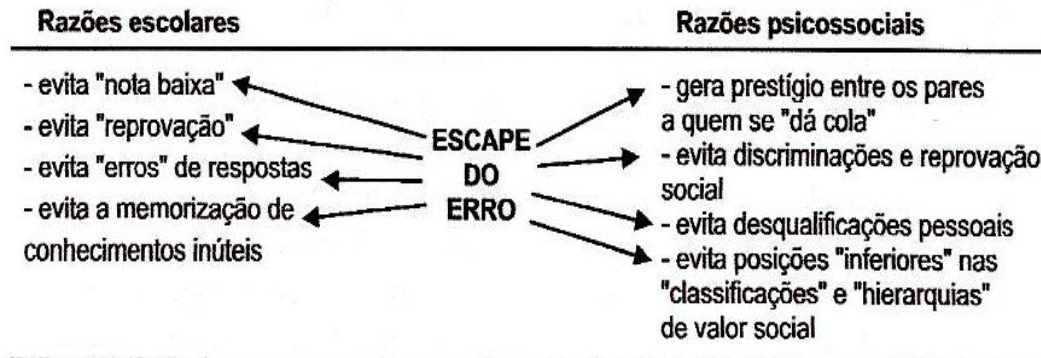 Razões escolares
Razões psicossociais
- evita "nota baixa"
- evita "reprovação"
- evita "erros" de respostas
- evita a memorização de
conhecimentos inúteis
ESCAPE
DO
ERRO
- gera prestígio entre os pares
a quem se "dá cola"
- evita discriminações e reprovação
social
- evita desqualificações pessoais
- evita posições "inferiores" nas
"classificações" e "hierarquias"
de valor social